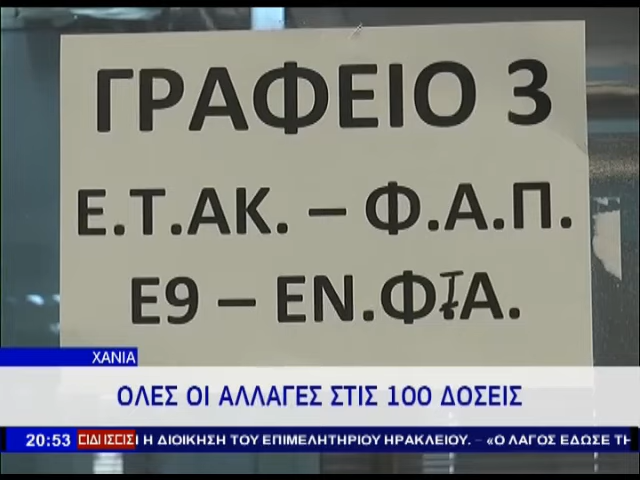 ΓΡΑΦΕΙΟ 3
Ε.Τ.ΑΚ. – Φ.Α.Π.
Ε9 – ΕΝ.Φ.Ι.Α.
ΧΑΝΙΑ
ΟΛΕΣ ΟΙ ΑΛΛΑΓΕΣ ΣΤΙΣ 100 ΔΟΣΕΙΣ
20:53 Η ΔΙΟΙΚΗΣΗ ΤΟΥ ΕΠΙΜΕΛΗΤΗΡΙΟΥ ΗΡΑΚΛΕΙΟΥ. – «Ο ΛΑΓΟΣ ΕΔΩΣΕ ΤΗ